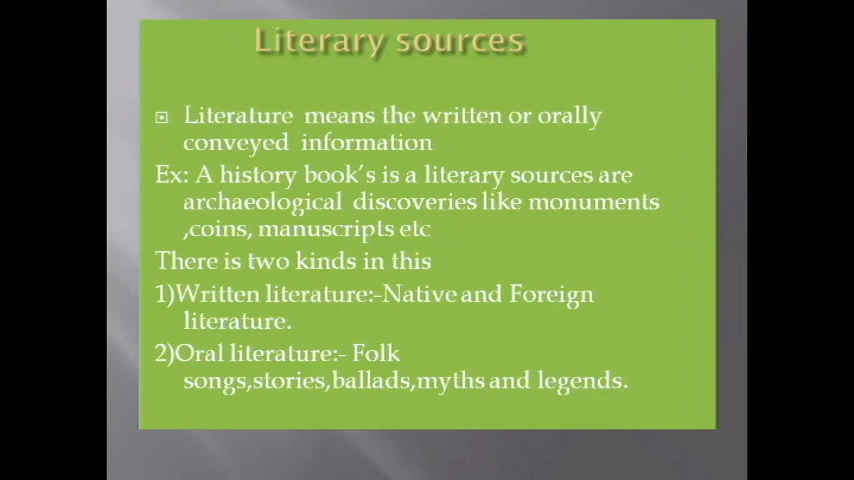 Literary sources
Literature means the written or orally
conveyed information
Ex: A history book's is a literary sources are
archaeological discoveries like monuments
,coins, manuscripts etc
There is two kinds in this
1)Written literature:-Native and Foreign
literature.
2)Oral literature:- Folk
songs,stories,ballads,myths and legends.